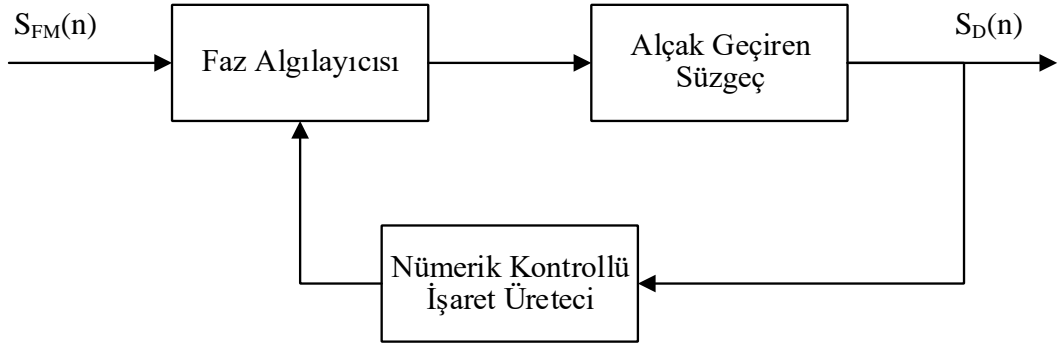 S_FM(n)
Faz Algılayıcısı
Alçak Geçiren
Süzgeç
S_D(n)
Nümerik Kontrollü
İşaret Üreteci